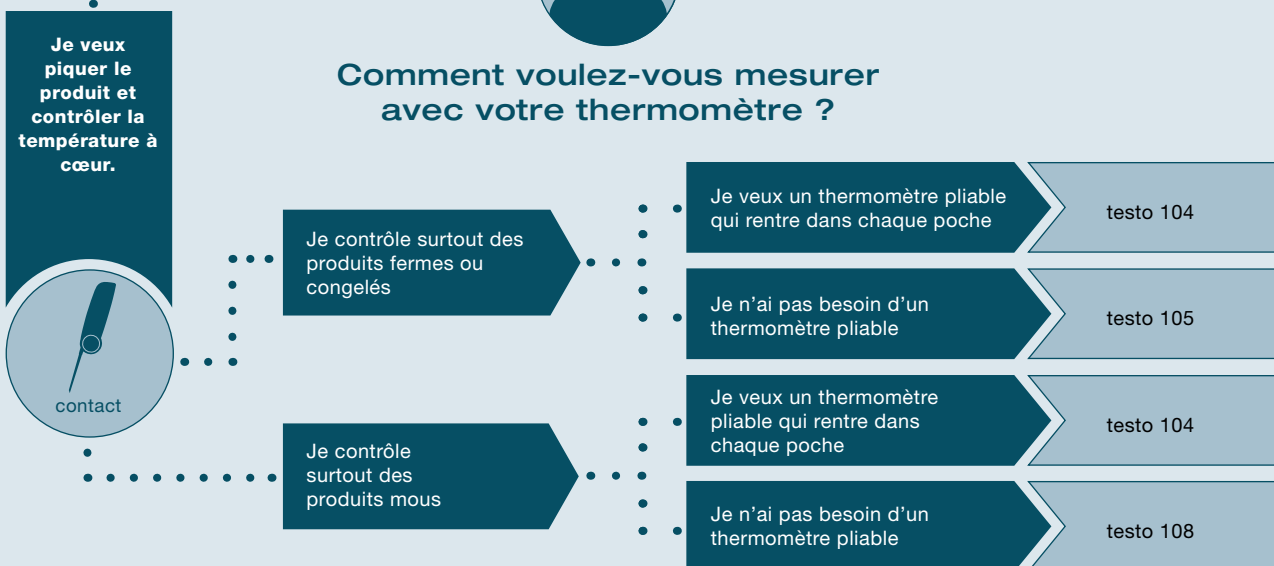 Je veux
piquer le
produit et
contrôler la
température à
cœur.
contact
Comment voulez-vous mesurer
avec votre thermomètre ?
Je contrôle surtout des
produits fermes ou
congelés
Je veux un thermomètre pliable
qui rentre dans chaque poche
testo 104
Je n’ai pas besoin d’un
thermomètre pliable
testo 105
Je contrôle
surtout des
produits mous
Je veux un thermomètre
pliable qui rentre dans
chaque poche
testo 104
Je n’ai pas besoin d’un
thermomètre pliable
testo 108